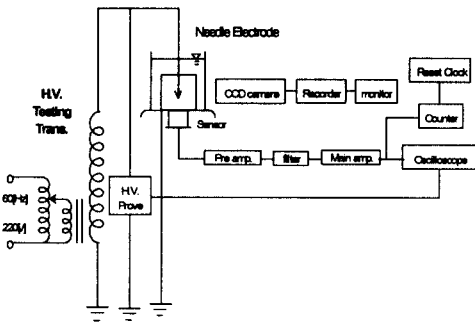 Needle Electrode
H.V.
Testing
Trans.
CCD camera
Recorder
monitor
Reset Clock
Counter
Sensor
Pre amp.
filter
Main amp.
Oscilloscope
60[Hz]
H.V.
Prove
220[V]